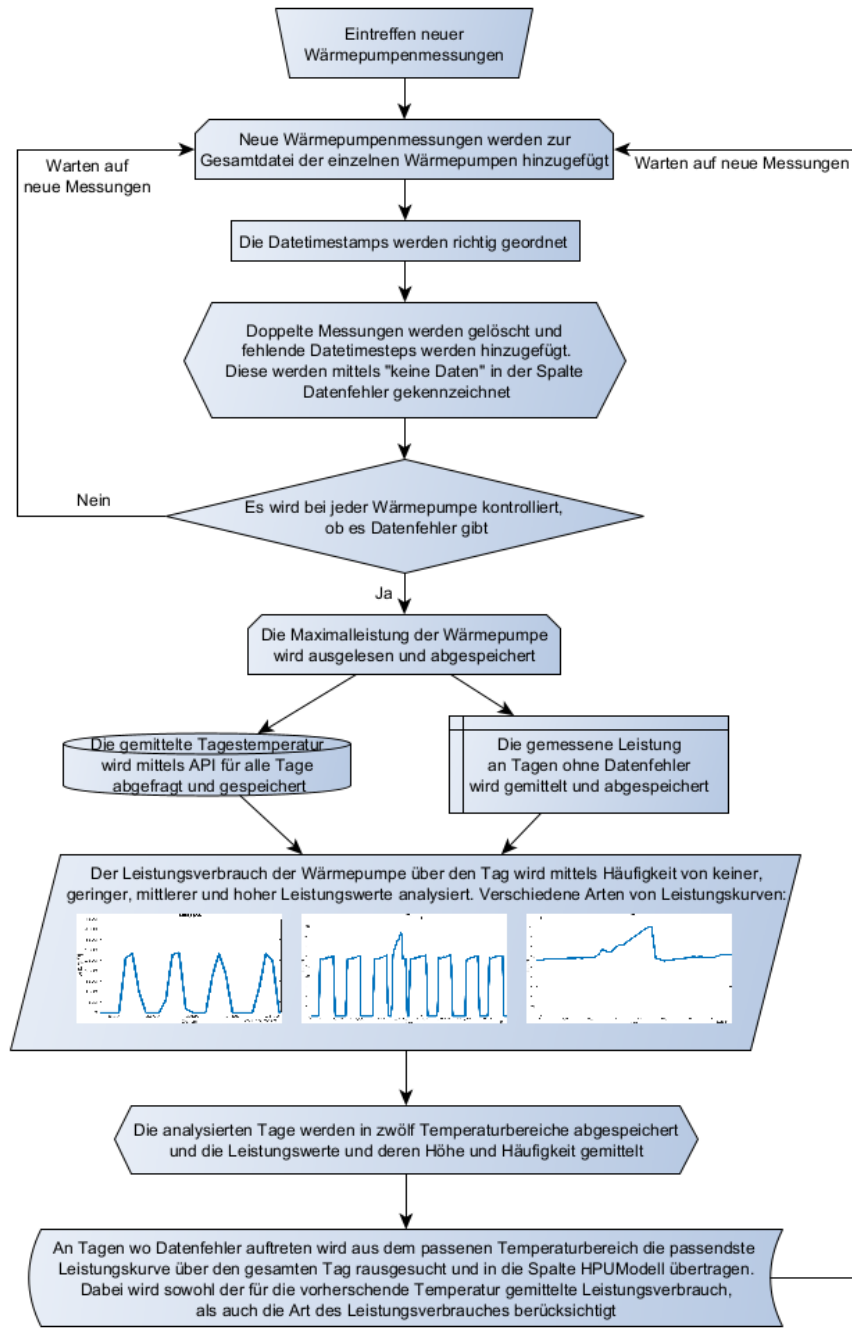 Eintreffen neuer
Wärmepumpenmessungen
Neue Wärmepumpenmessungen werden zur
Gesamtdatei der einzelnen Wärmepumpen hinzugefügt
Warten auf
neue Messungen
Warten auf neue Messungen
Die Datetimestamps werden richtig geordnet
Doppelte Messungen werden gelöscht und
fehlende Datetimesteps werden hinzugefügt.
Diese werden mittels "keine Daten" in der Spalte
Datenfehler gekennzeichnet
Nein
Es wird bei jeder Wärmepumpe kontrolliert,
ob es Datenfehler gibt
Ja
Die Maximalleistung der Wärmepumpe
wird ausgelesen und abgespeichert
Die gemittelte Tagestemperatur
wird mittels API für alle Tage
abgefragt und gespeichert
Die gemessene Leistung
an Tagen ohne Datenfehler
wird gemittelt und abgespeichert
Der Leistungsverbrauch der Wärmepumpe über den Tag wird mittels Häufigkeit von keiner,
geringer, mittlerer und hoher Leistungswerte analysiert. Verschiedene Arten von Leistungskurven:
Die analysierten Tage werden in zwölf Temperaturbereiche abgespeichert
und die Leistungswerte und deren Höhe und Häufigkeit gemittelt
An Tagen wo Datenfehler auftreten wird aus dem passenen Temperaturbereich die passendste
Leistungskurve über den gesamten Tag rausgesucht und in die Spalte HPUModell übertragen.
Dabei wird sowohl der für die vorherschende Temperatur gemittelte Leistungsverbrauch,
als auch die Art des Leistungsverbrauches berücksichtigt